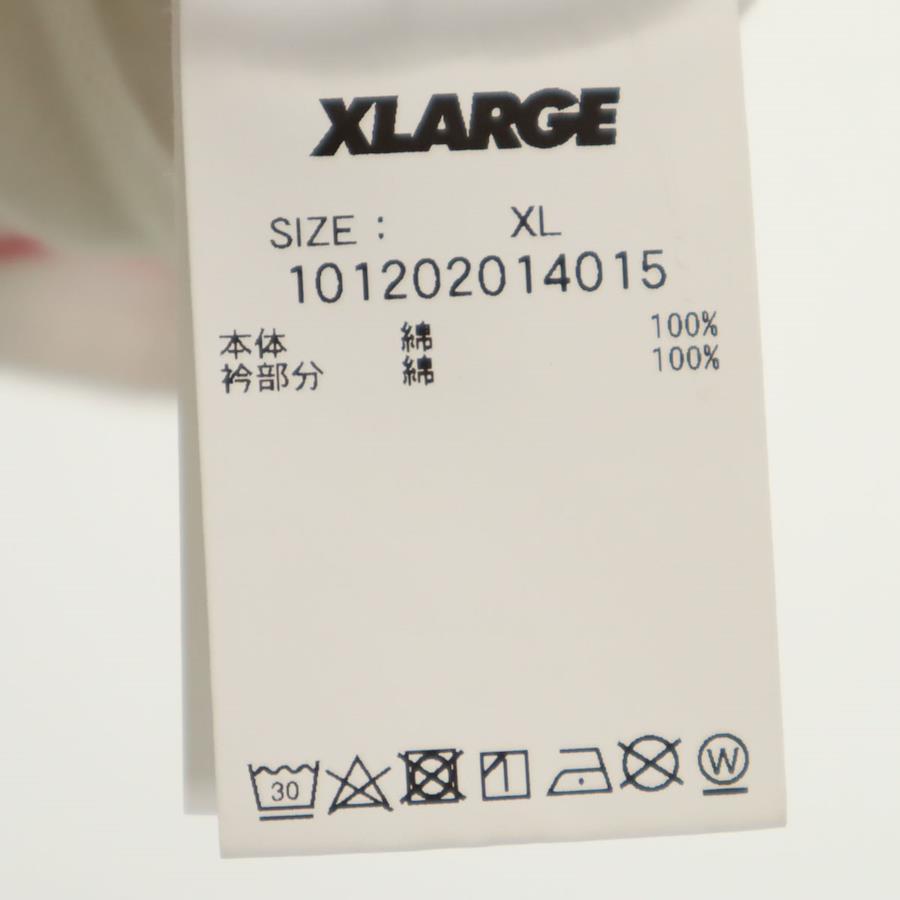 XLARGE
SIZE : XL
101202014015
本体 綿 100%
衿部分 綿 100%
30
W